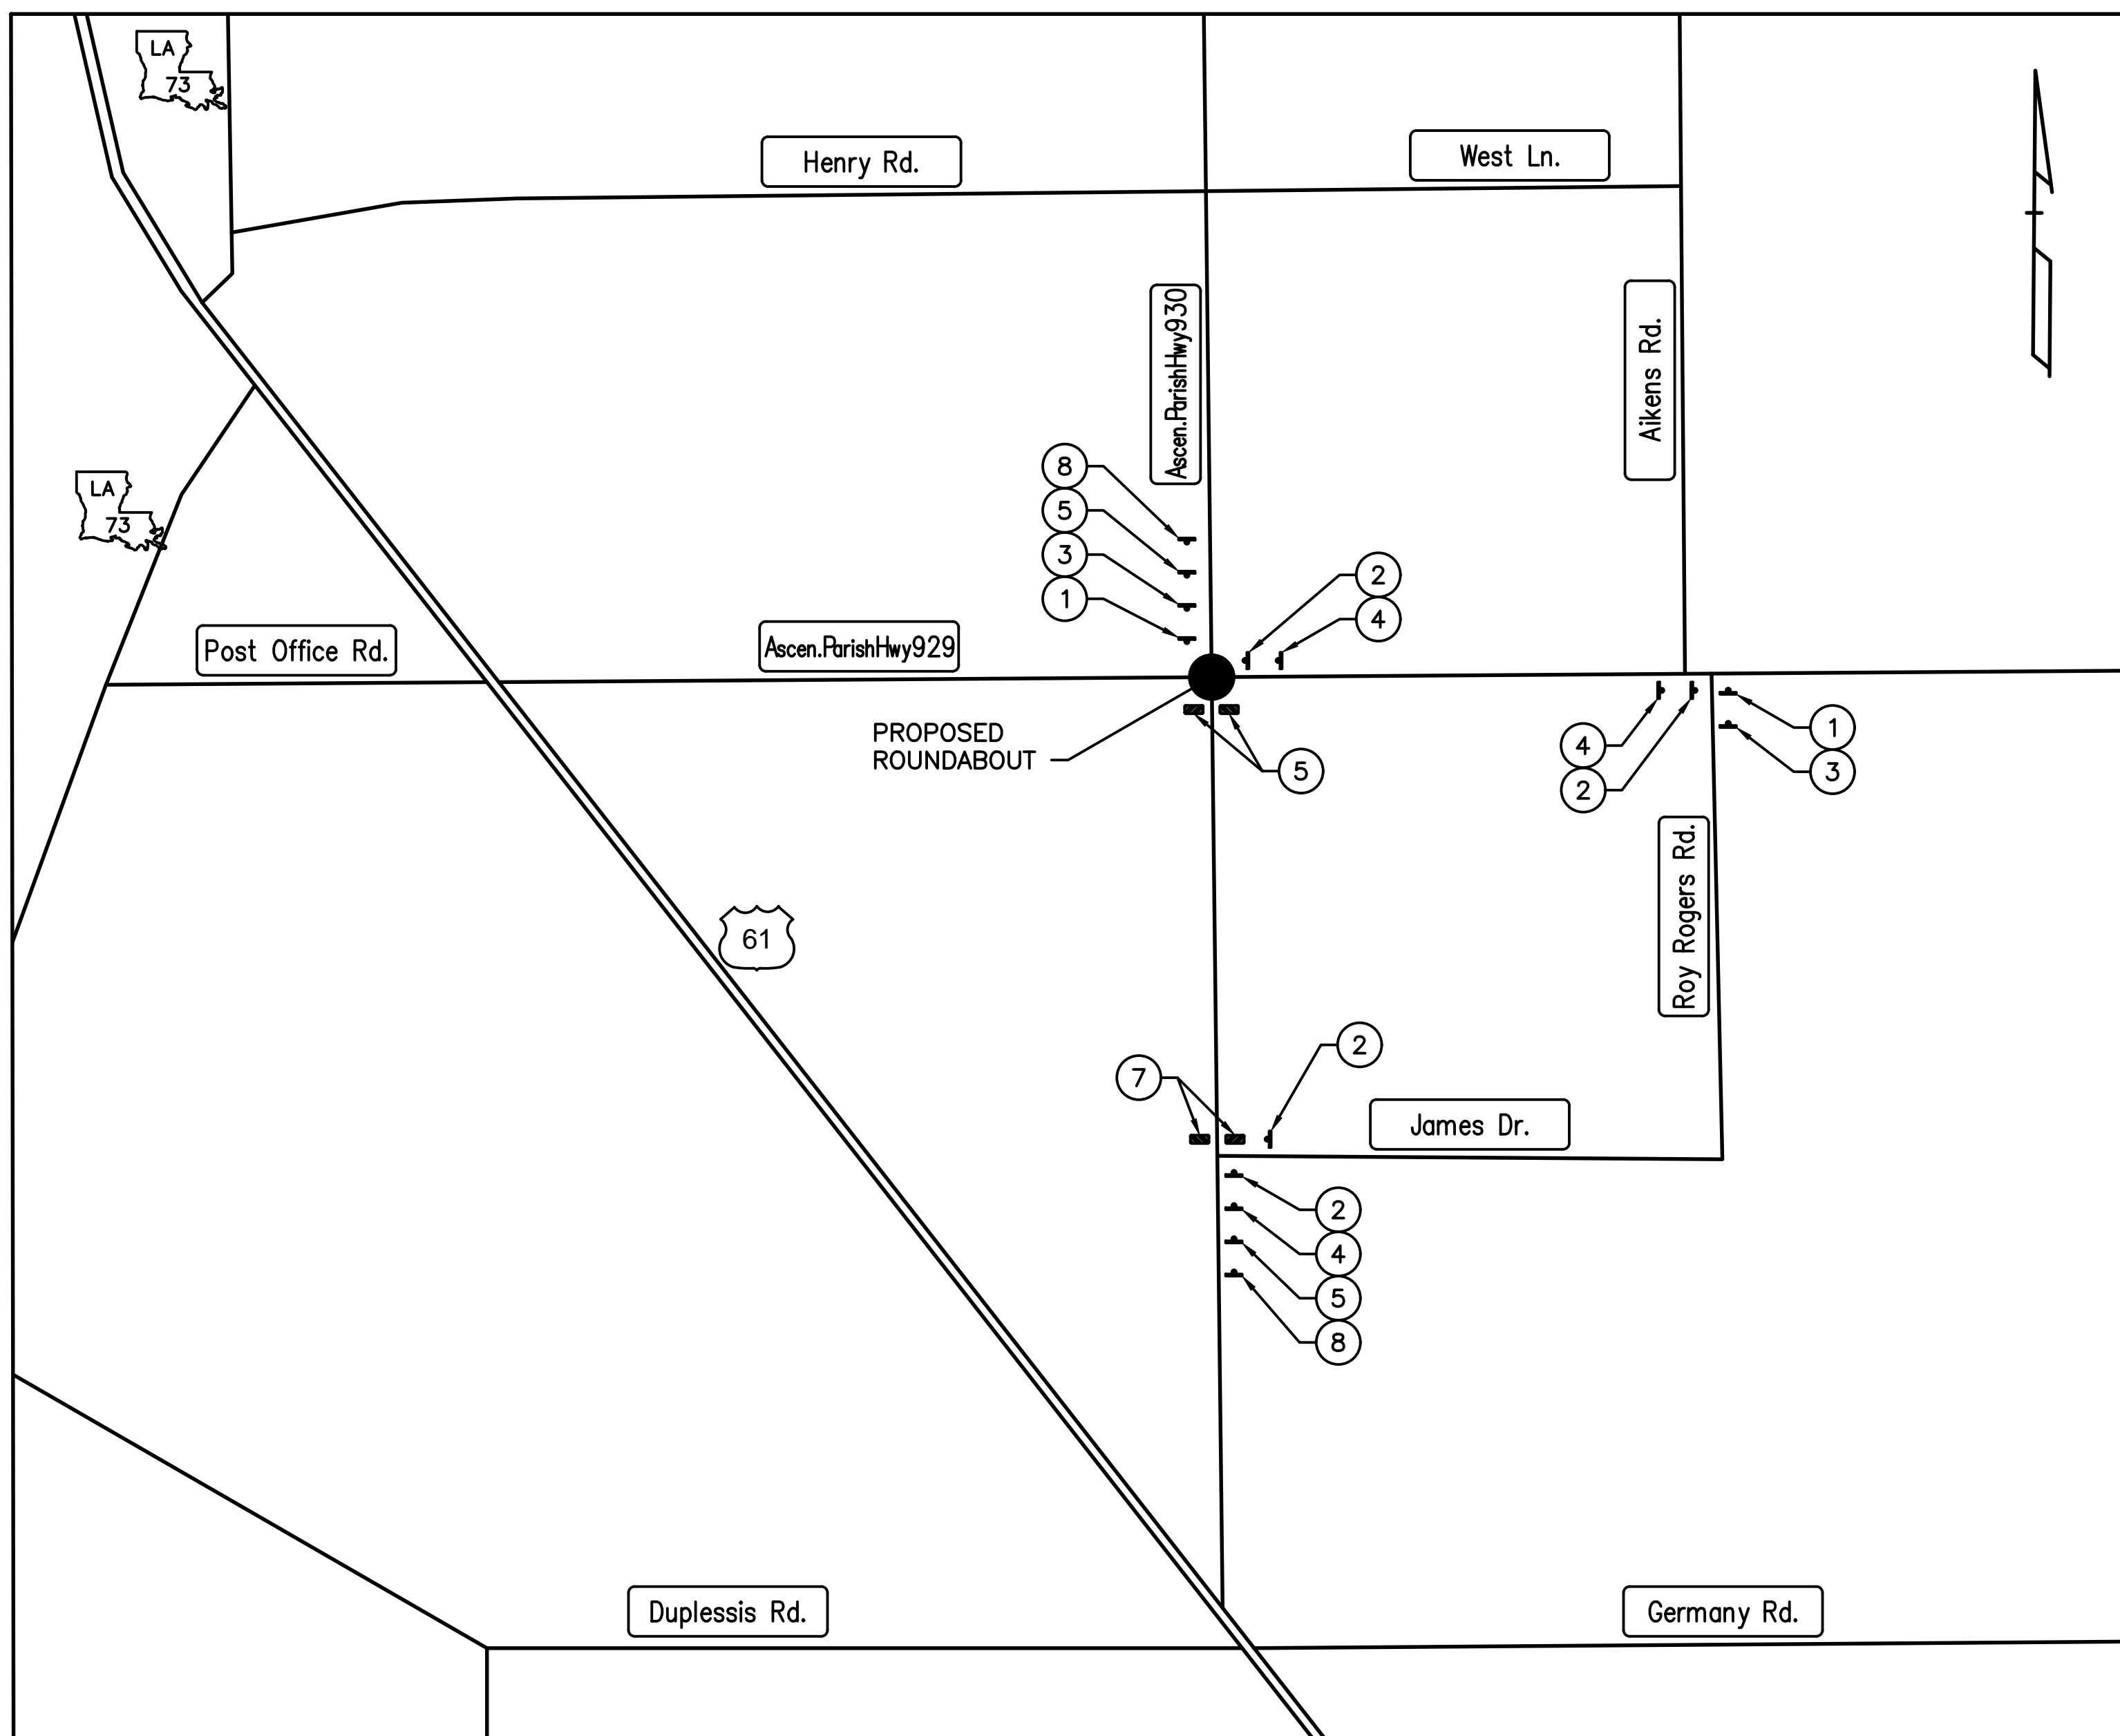 LA
73
Henry Rd.
West Ln.
Ascen.ParishHwy930
Aikens Rd.
LA
73
8
5
3
1
2
4
Post Office Rd.
Ascen.ParishHwy929
PROPOSED
ROUNDABOUT
5
4
2
1
3
Roy Rogers Rd.
61
7
2
James Dr.
2
4
5
8
Duplessis Rd.
Germany Rd.